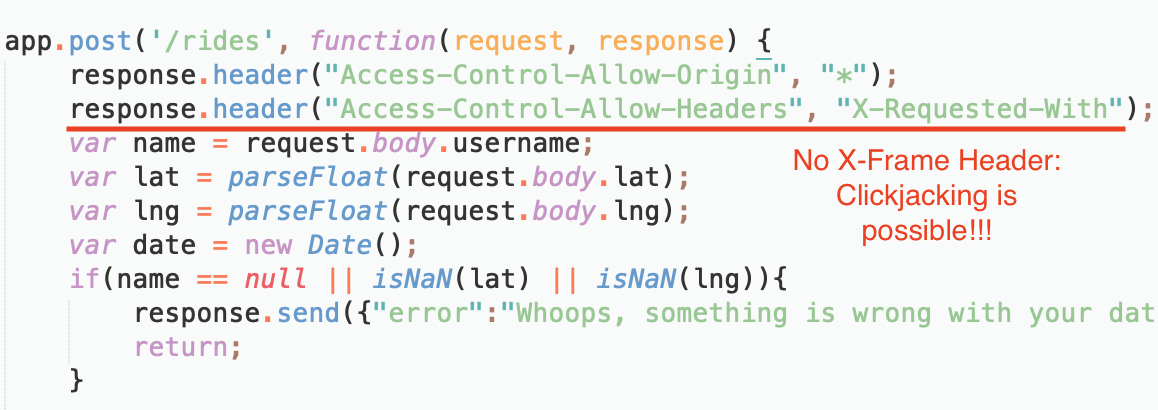 app.post('/rides', function(request, response) {
response.header("Access-Control-Allow-Origin", "*");
response.header("Access-Control-Allow-Headers", "X-Requested-With");
var name = request.body.username;
var lat = parseFloat(request.body.lat);
var lng = parseFloat(request.body.lng);
var date = new Date();
if(name == null || isNaN(lat) || isNaN(lng)){
response.send({"error":"Whoops, something is wrong with your dat
return;
}
No X-Frame Header:
Clickjacking is
possible!!!